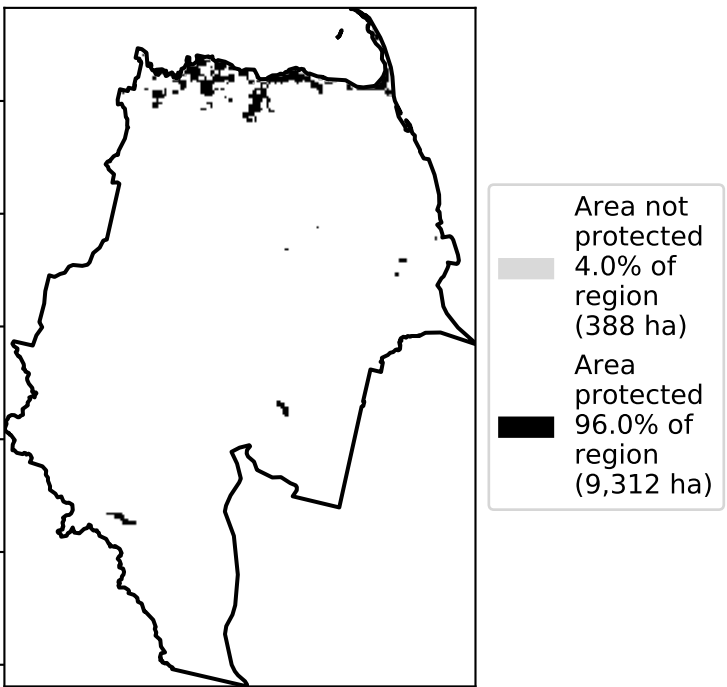 Area not
protected
4.0% of
region
(388 ha)
Area
protected
96.0% of
region
(9,312 ha)